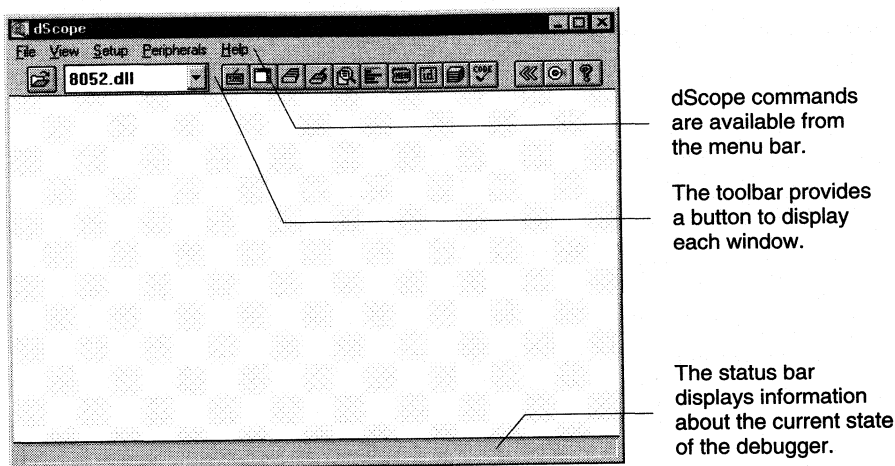 dScope
File View Setup Peripherals Help
8052.dll
CODE
dScope commands
are available from
the menu bar.
The toolbar provides
a button to display
each window.
The status bar
displays information
about the current state
of the debugger.